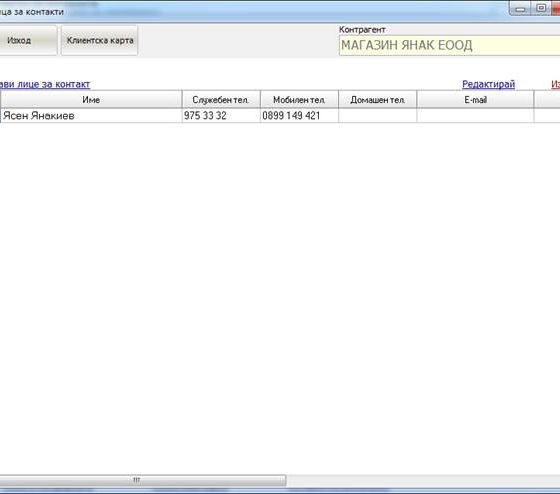 ца за контакти
Изход
Клиентска карта
Контрагент
МАГАЗИН ЯНАК ЕООД
ави лице за контакт
Редактирай
Из
Име
Служебен тел.
Мобилен тел.
Домашен тел.
E-mail
Ясен Янакиев
975 33 32
0899 149 421